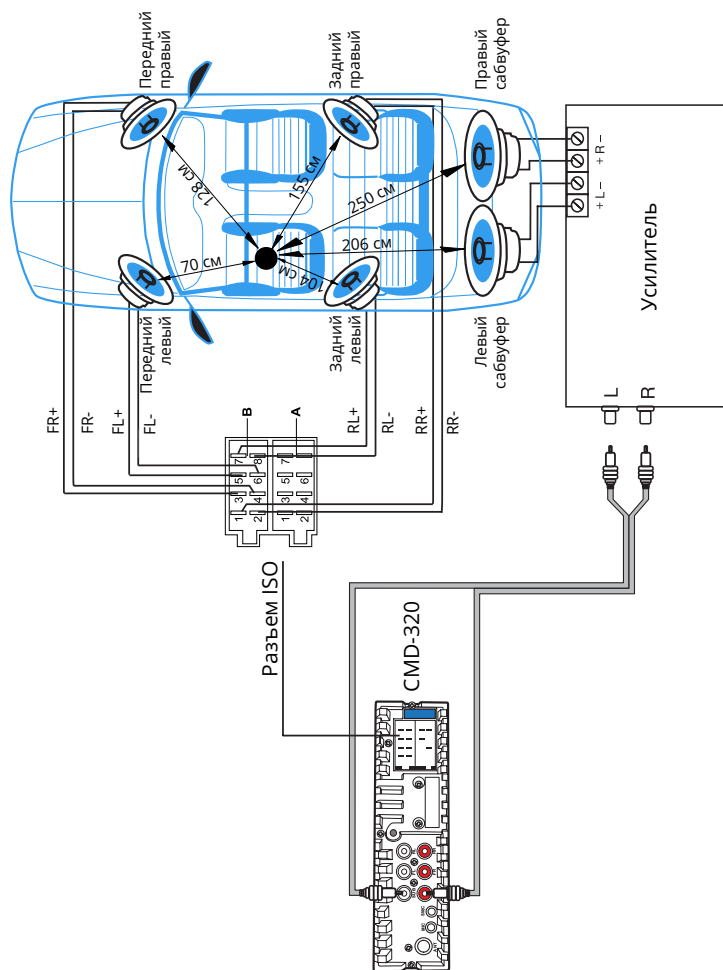 Передний
правый
Задний
правый
Правый
сабвуфер
128 см
155 см
250 см
206 см
70 см
104 см
Передний
левый
Задний
левый
Левый
сабвуфер
+ L − + R −
Усилитель
L
R
FR+
FR-
FL+
FL-
B
A
RL+
RL-
RR+
RR-
1 3 5 7
2 4 6 8
1 3 5 7
2 4 6
Разъем ISO
CMD-320